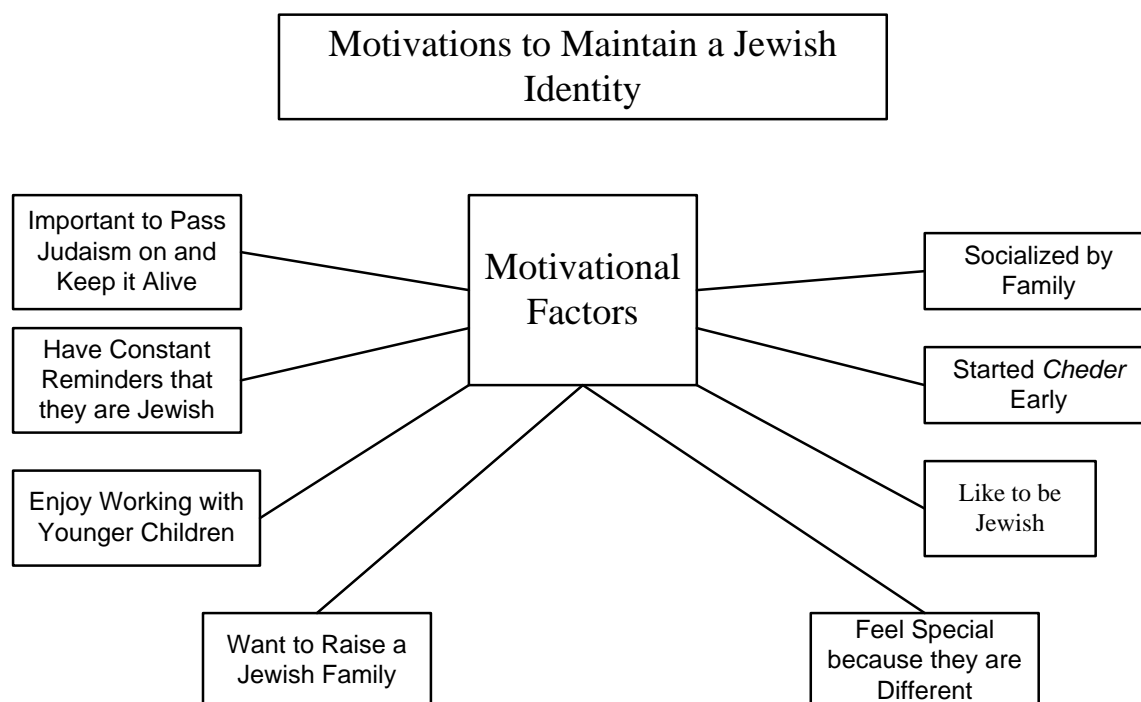 Motivations to Maintain a Jewish
Identity
Important to Pass
Judaism on and
Keep it Alive
Motivational
Factors
Socialized by
Family
Have Constant
Reminders that
they are Jewish
Started Cheder
Early
Enjoy Working with
Younger Children
Like to be
Jewish
Want to Raise a
Jewish Family
Feel Special
because they are
Different